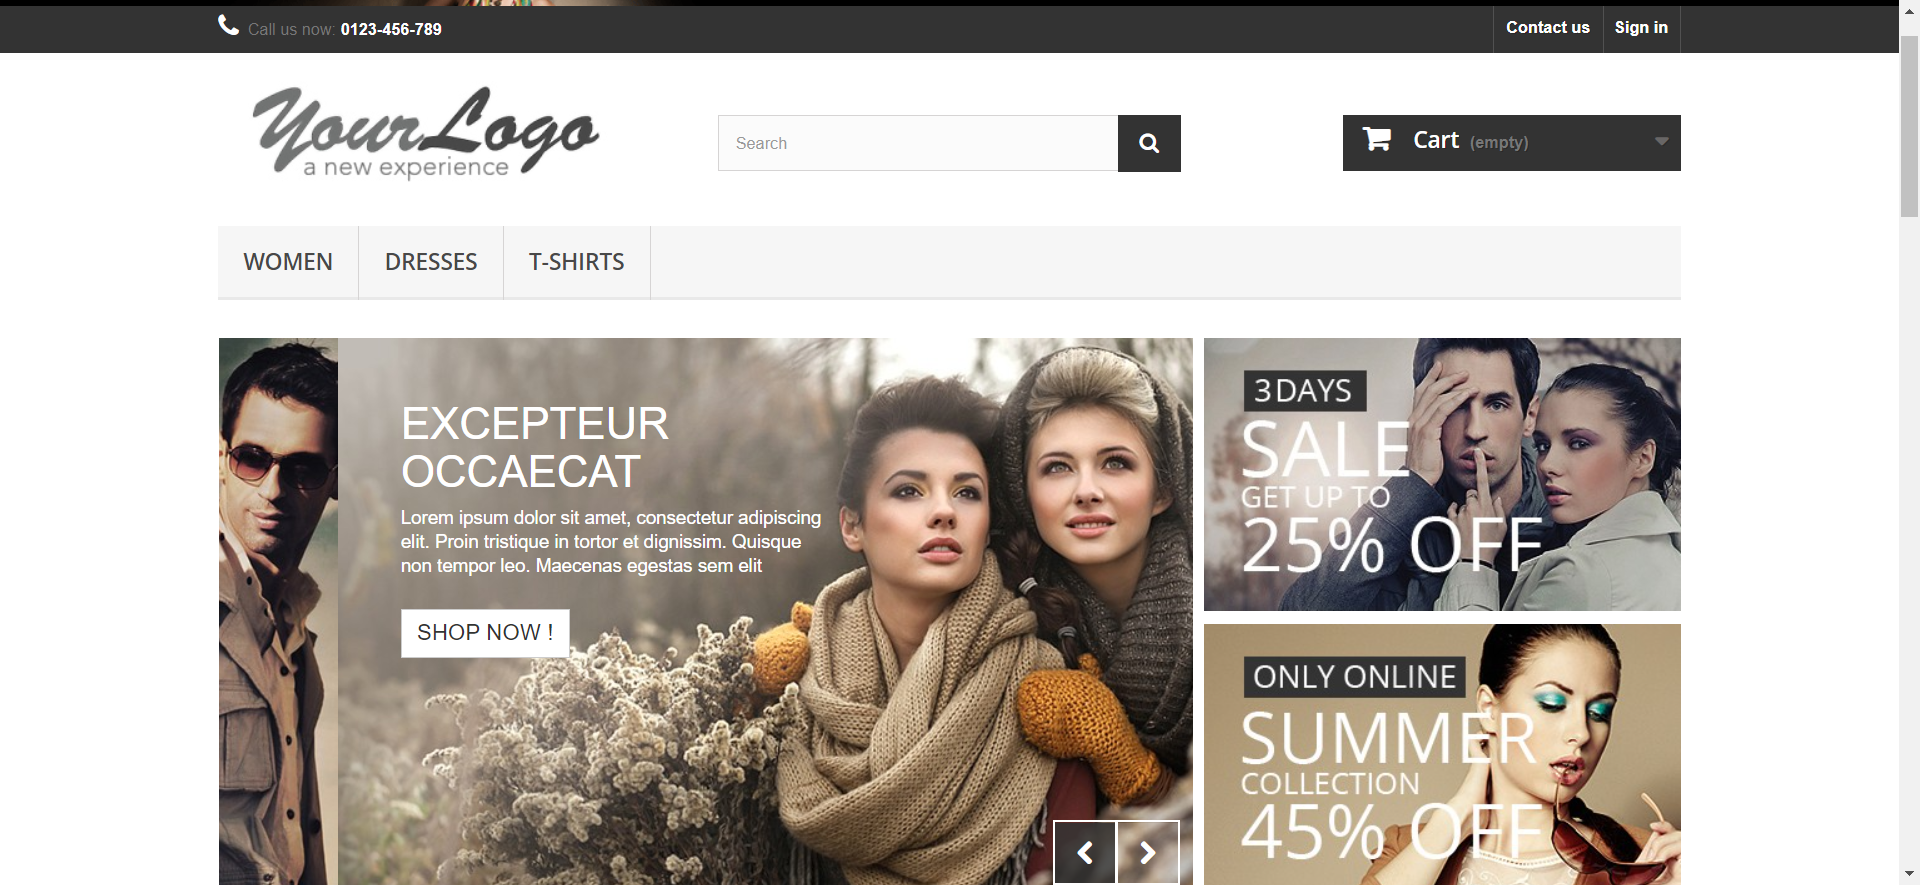 Call us now: 0123-456-789
Contact us
Sign in
YourLogo
a new experience
Search
Cart (empty)
WOMEN
DRESSES
T-SHIRTS
EXCEPTEUR
OCCAECAT
Lorem ipsum dolor sit amet, consectetur adipiscing
elit. Proin tristique in tortor et dignissim. Quisque
non tempor leo. Maecenas egestas sem elit
SHOP NOW !
3 DAYS
SALE
GET UP TO
25% OFF
ONLY ONLINE
SUMMER
COLLECTION
45% OFF